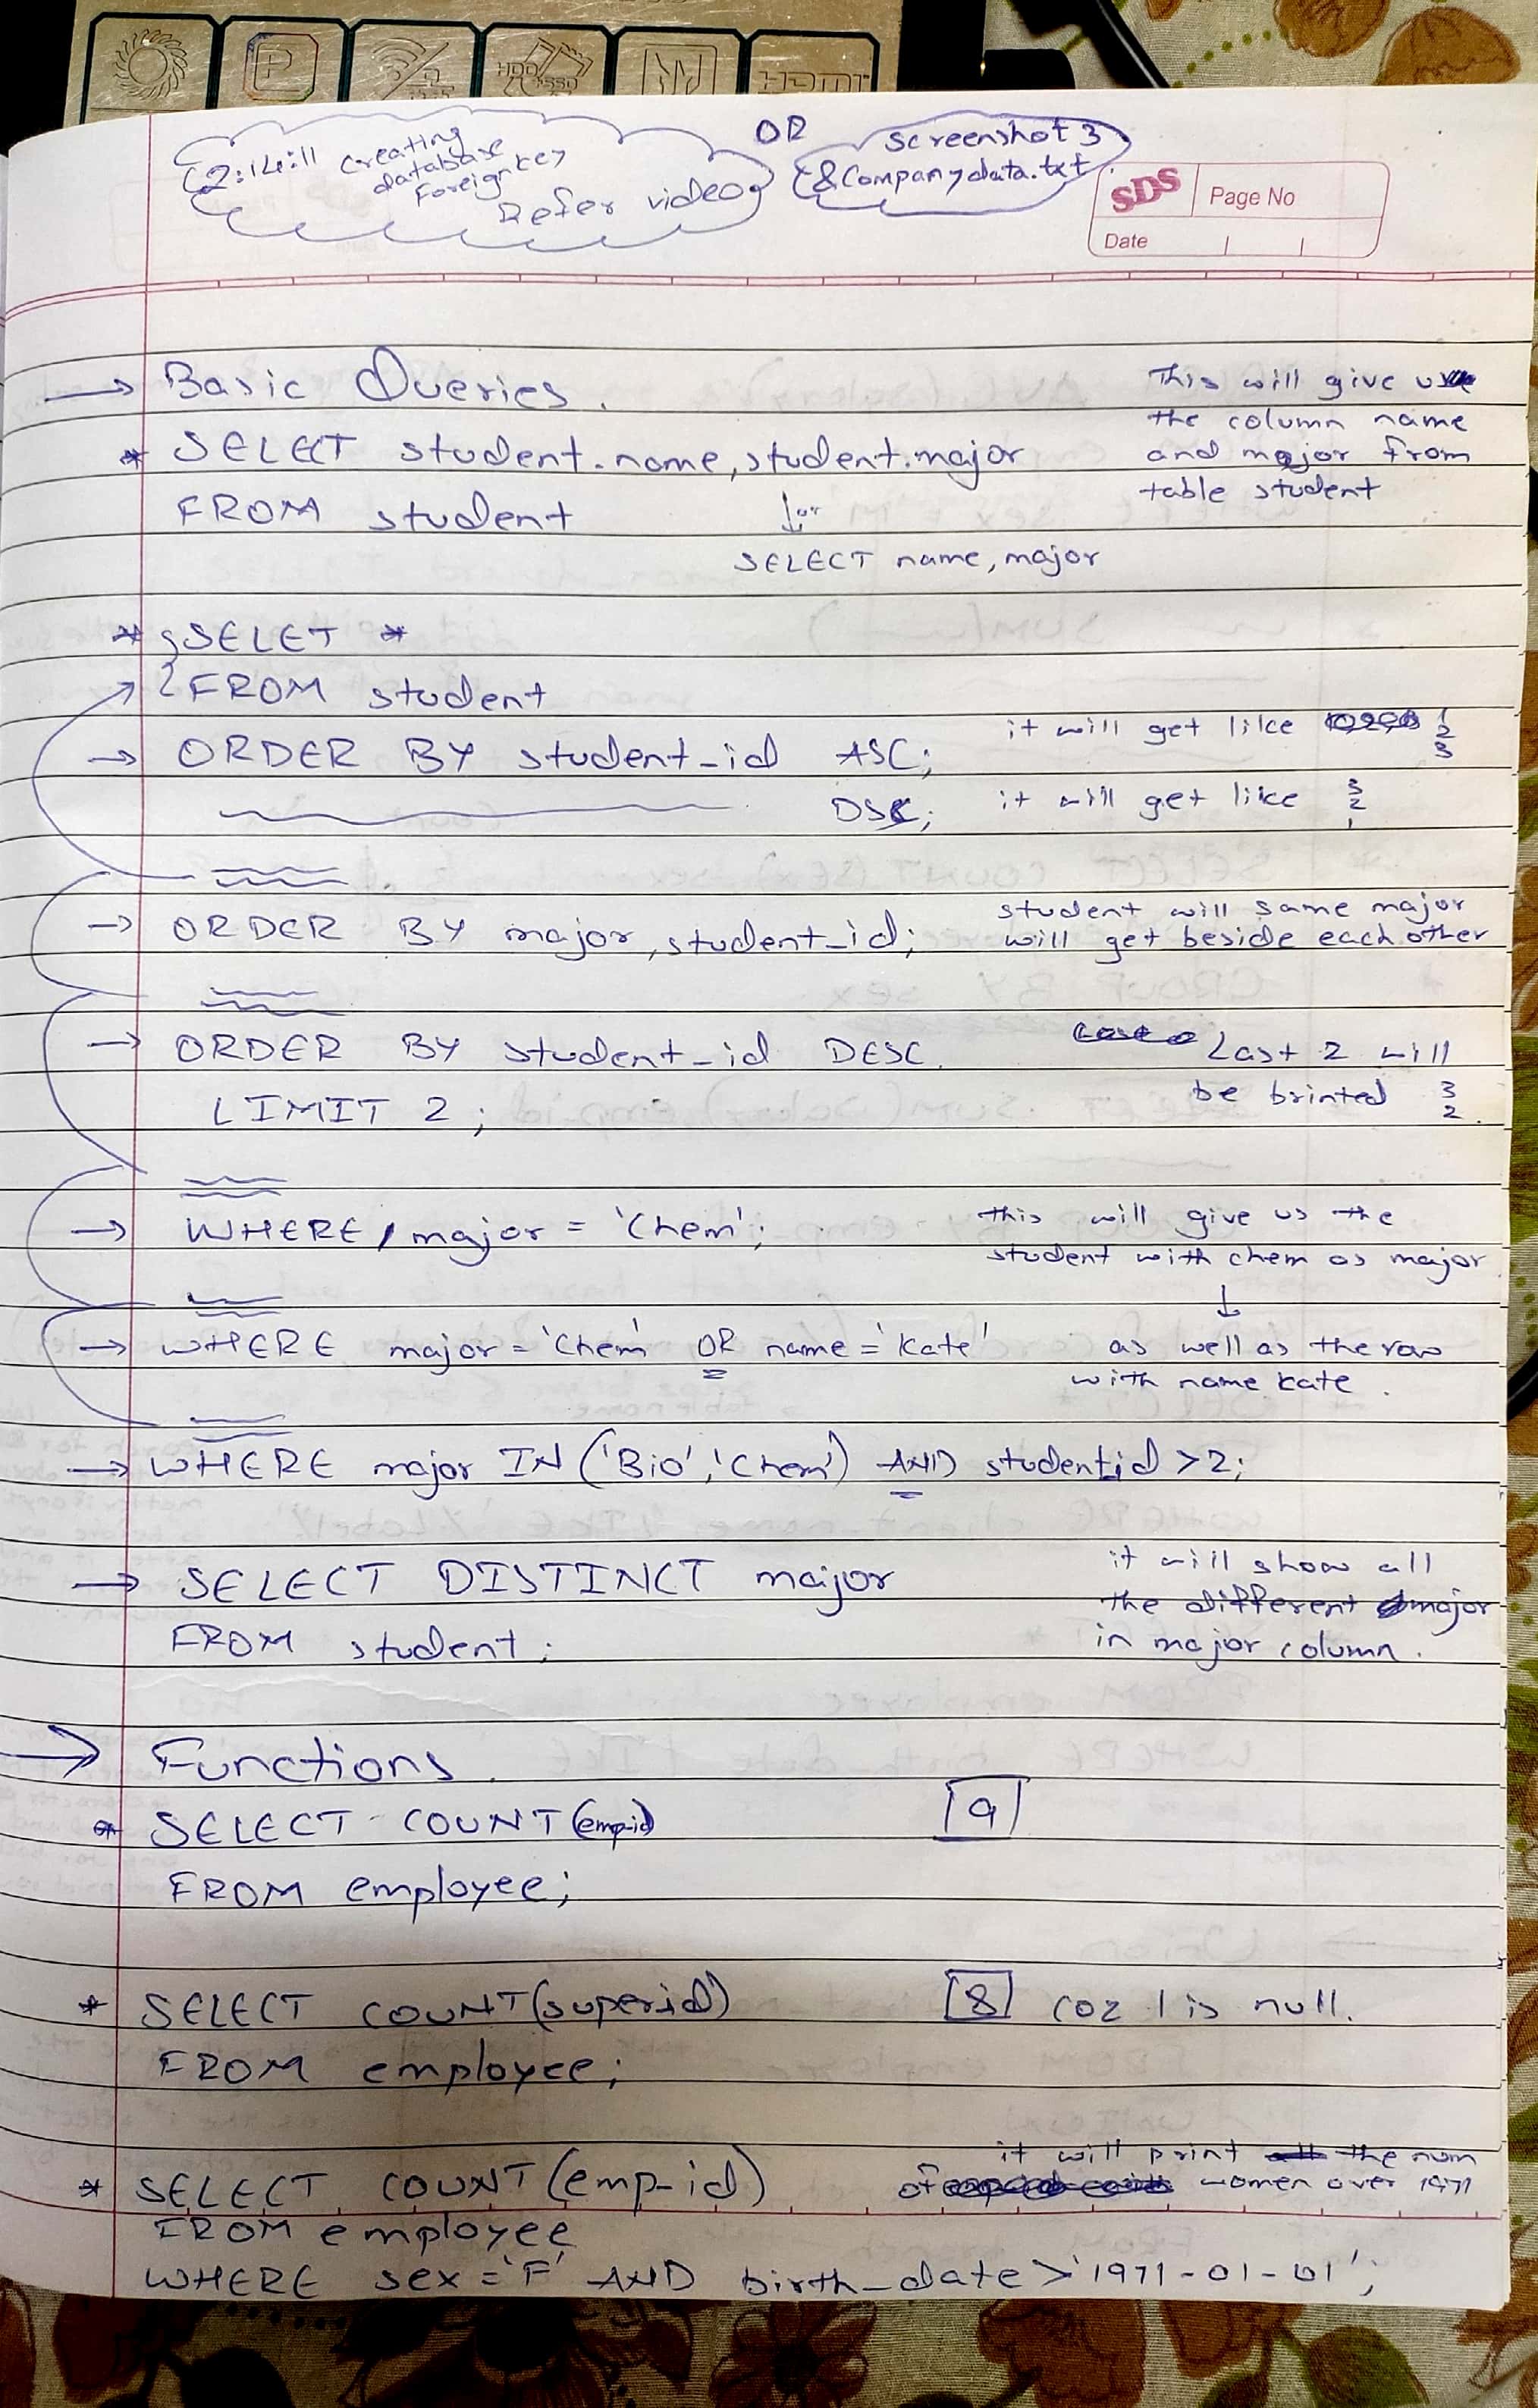 HDD SSD
HDMI
2:14:11 Creating
database
Foreign key
Refer video
OR
Screenshot 3
& Companydata.txt
SDS
Page No
Date
→ Basic Queries.
* SELECT student.name, student.major
FROM student
↓ or
SELECT name, major
This will give us
the column name
and major from
table student
* SELET *
FROM student
→ ORDER BY student_id ASC;
it will get like 1
2
3
DSC;
it will get like 3
2
1
→ ORDER BY major, student_id;
student will same major
will get beside each other
→ ORDER BY student_id DESC
LIMIT 2;
Last 2 will
be printed 3
2
→ WHERE major = 'Chem';
this will give us the
student with chem as major
↓
→ WHERE major = 'Chem' OR name = 'Kate'
as well as the row
with name kate.
→ WHERE major IN ('Bio', 'Chem') AND student_id > 2;
→ SELECT DISTINCT major
FROM student;
it will show all
the different major
in major column.
→ Functions.
* SELECT COUNT(emp_id)
9
FROM employee;
* SELECT COUNT(superid)
8 coz 1 is null.
FROM employee;
* SELECT COUNT(emp_id)
it will print the num
of women over 1971
FROM employee
WHERE sex = 'F' AND birth_date > '1971-01-01';